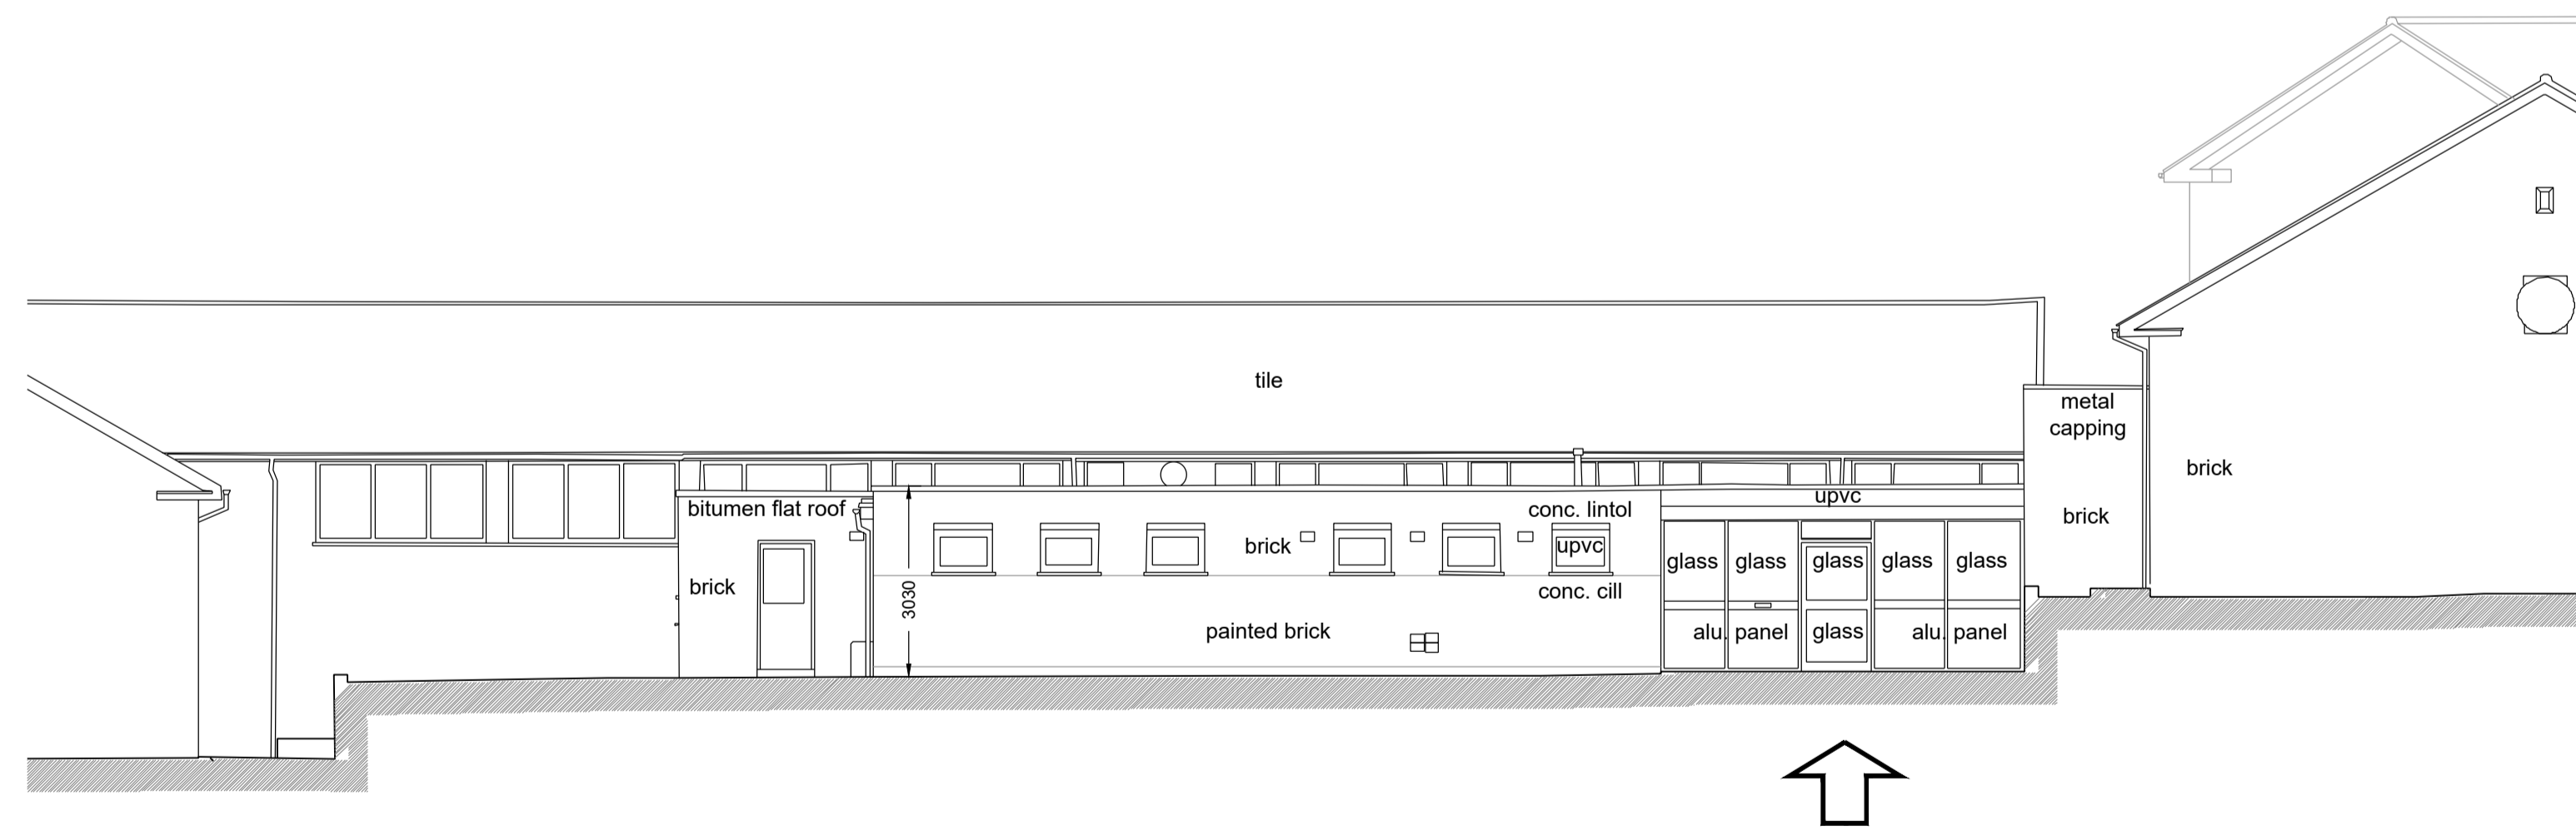 tile
metal
capping
brick
upvc
bitumen flat roof
conc. lintol
brick
brick
upvc
glass
glass
glass
glass
glass
brick
3030
conc. cill
painted brick
alu. panel
glass
alu. panel